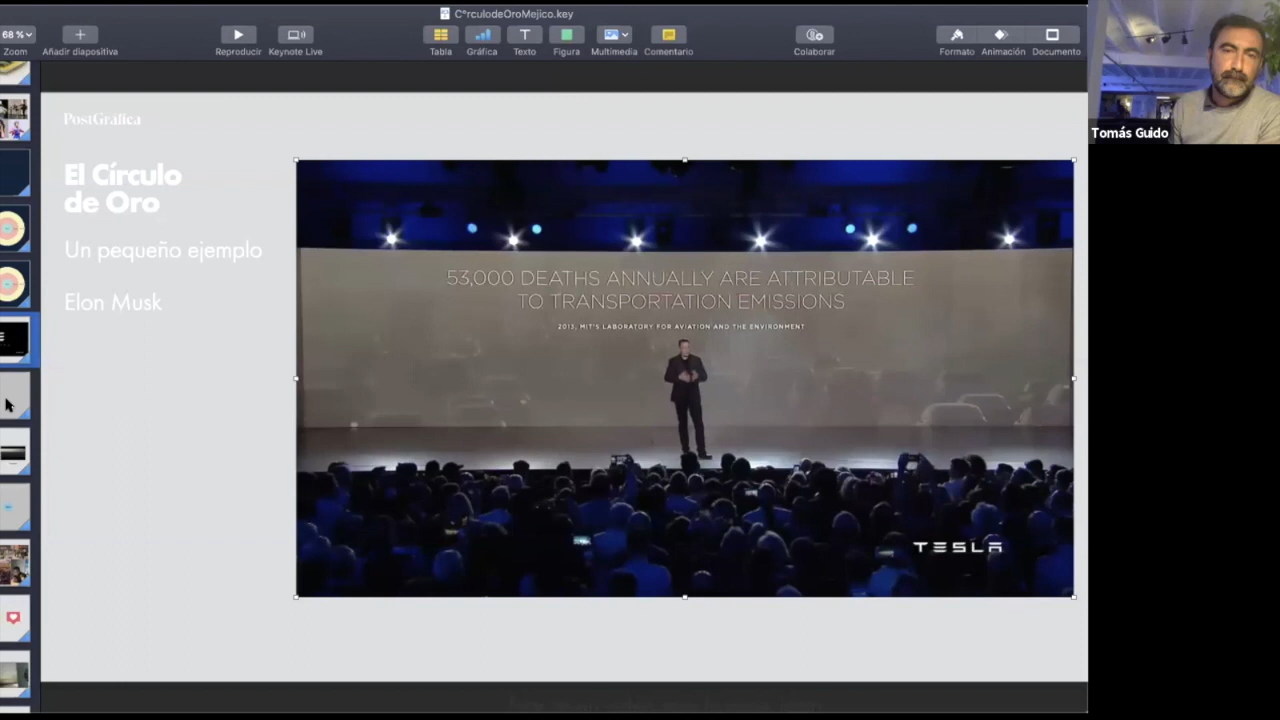 C°rculodeOroMejico.key
68 %
Zoom
Añadir diapositiva
Reproducir
Keynote Live
Tabla
Gráfica
Texto
Figura
Multimedia
Comentario
Colaborar
Formato
Animación
Documento
Tomás Guido
PostGráfica
El Círculo
de Oro
Un pequeño ejemplo
Elon Musk
53,000 DEATHS ANNUALLY ARE ATTRIBUTABLE
TO TRANSPORTATION EMISSIONS
2013, MIT'S LABORATORY FOR AVIATION AND THE ENVIRONMENT
TESLA